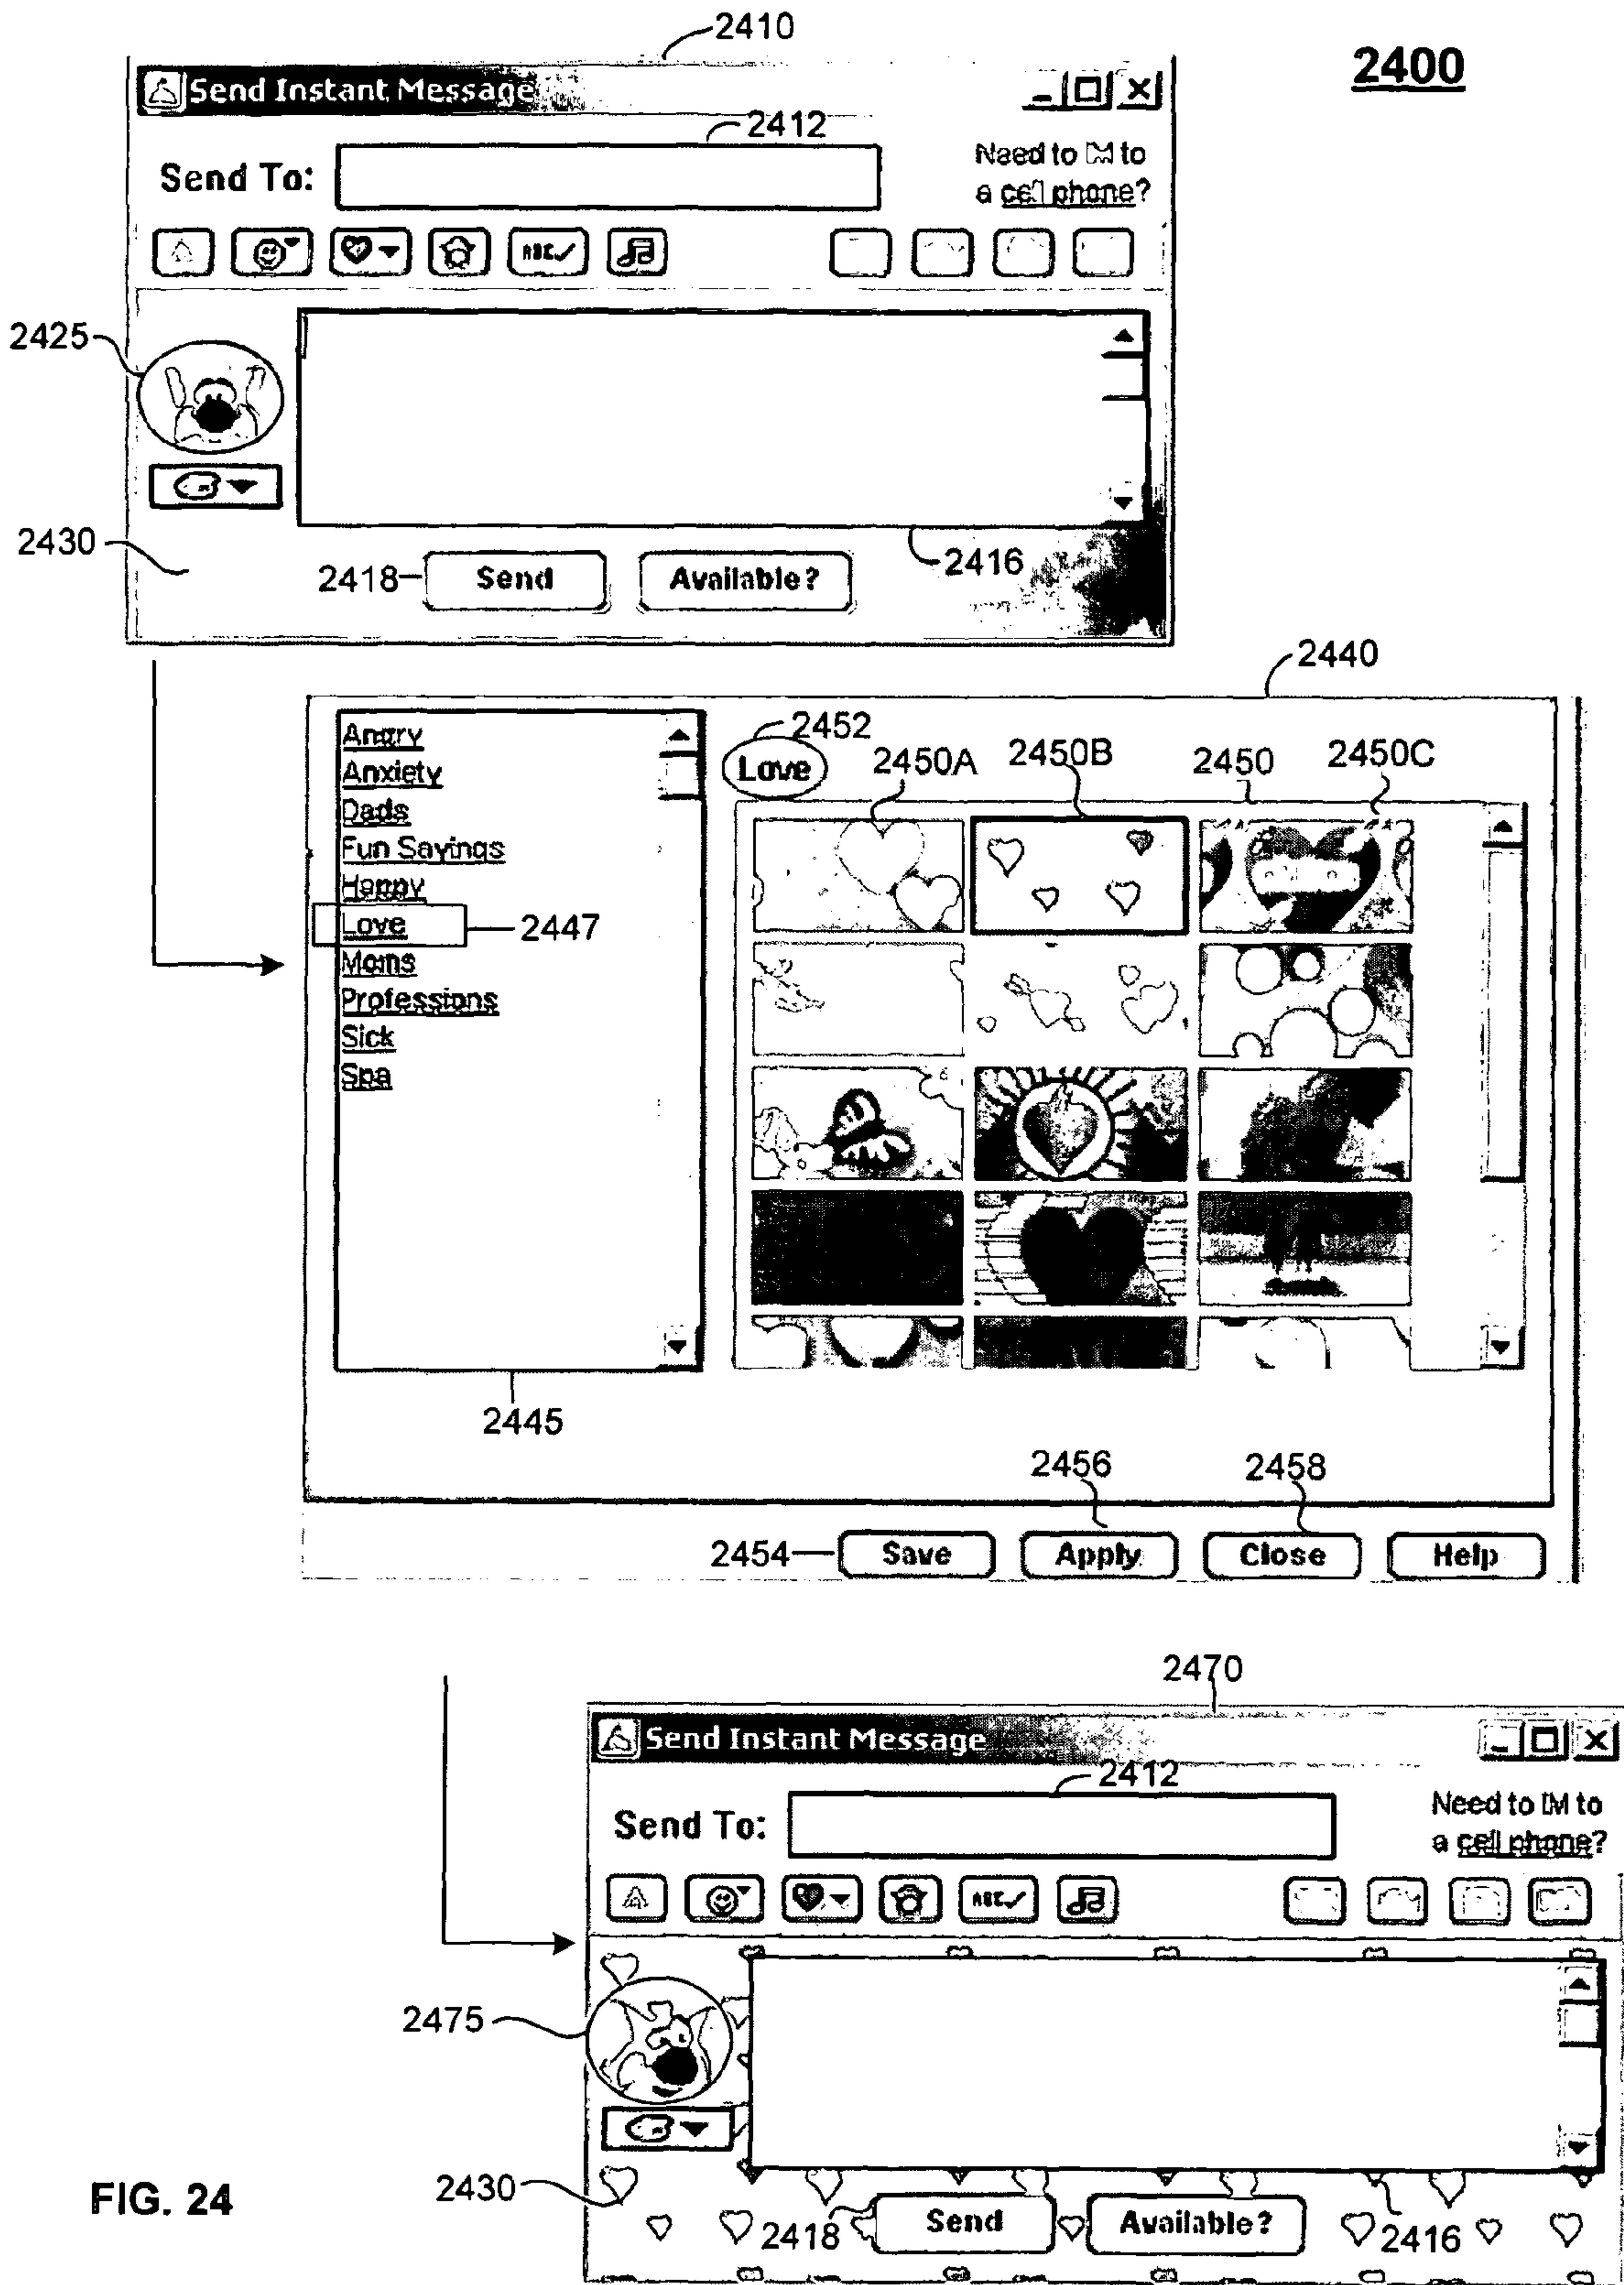 2410
2400
Send Instant Message
2412
Send To:
Need to IM to
a cell phone?
ABC
2425
2430
2418
Send
Available?
2416
2440
Angry
Anxiety
Dads
Fun Sayings
Happy
Love
2447
Moms
Professions
Sick
Spa
2445
2452
Love
2450A
2450B
2450
2450C
2456
2458
2454
Save
Apply
Close
Help
2470
Send Instant Message
2412
Send To:
Need to IM to
a cell phone?
ABC
2475
2430
2418
Send
Available?
2416
FIG. 24